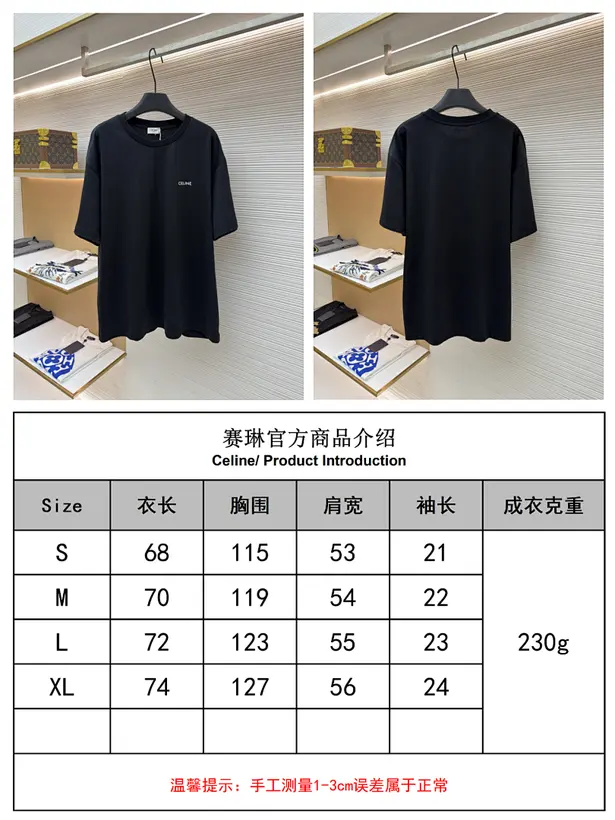 CELINE
赛琳官方商品介绍
Celine/ Product Introduction
Size 衣长 胸围 肩宽 袖长 成衣克重
S 68 115 53 21
M 70 119 54 22
L 72 123 55 23
230g
XL 74 127 56 24
温馨提示：手工测量1-3cm误差属于正常